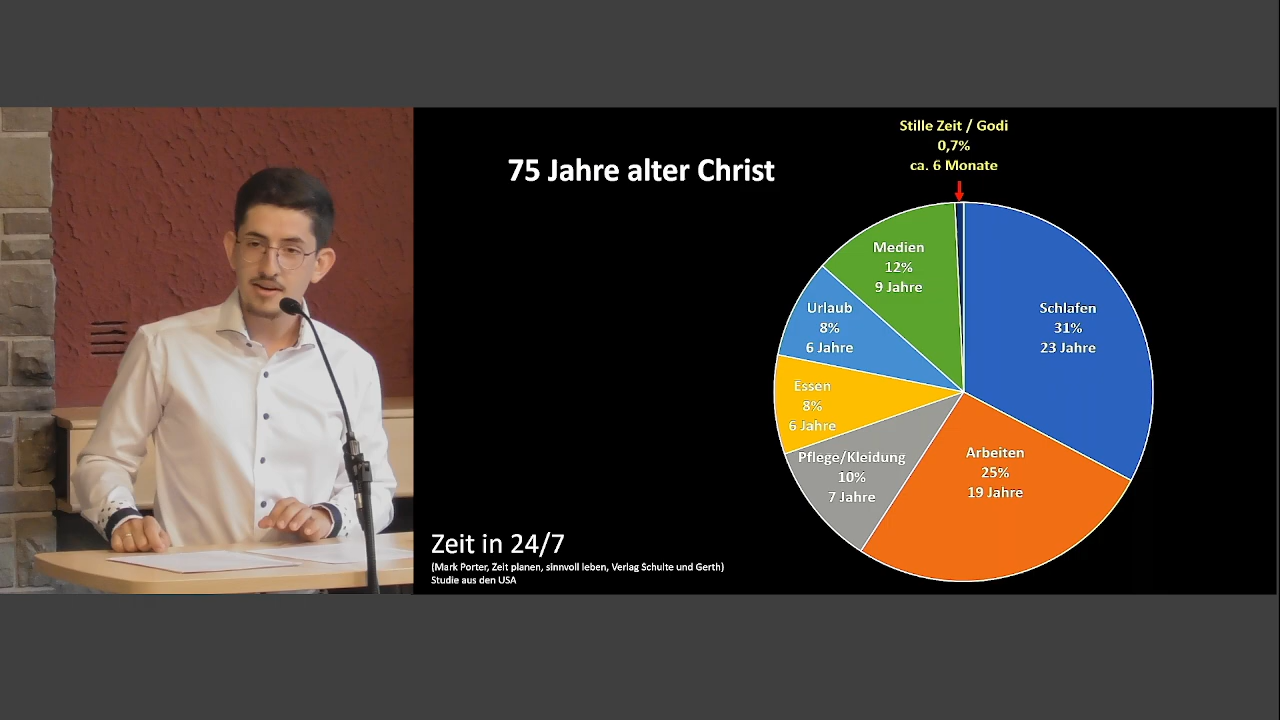 75 Jahre alter Christ
Stille Zeit / Godi
0,7%
ca. 6 Monate
Schlafen
31%
23 Jahre
Arbeiten
25%
19 Jahre
Pflege/Kleidung
10%
7 Jahre
Essen
8%
6 Jahre
Urlaub
8%
6 Jahre
Medien
12%
9 Jahre
Zeit in 24/7
(Mark Porter, Zeit planen, sinnvoll leben, Verlag Schulte und Gerth)
Studie aus den USA